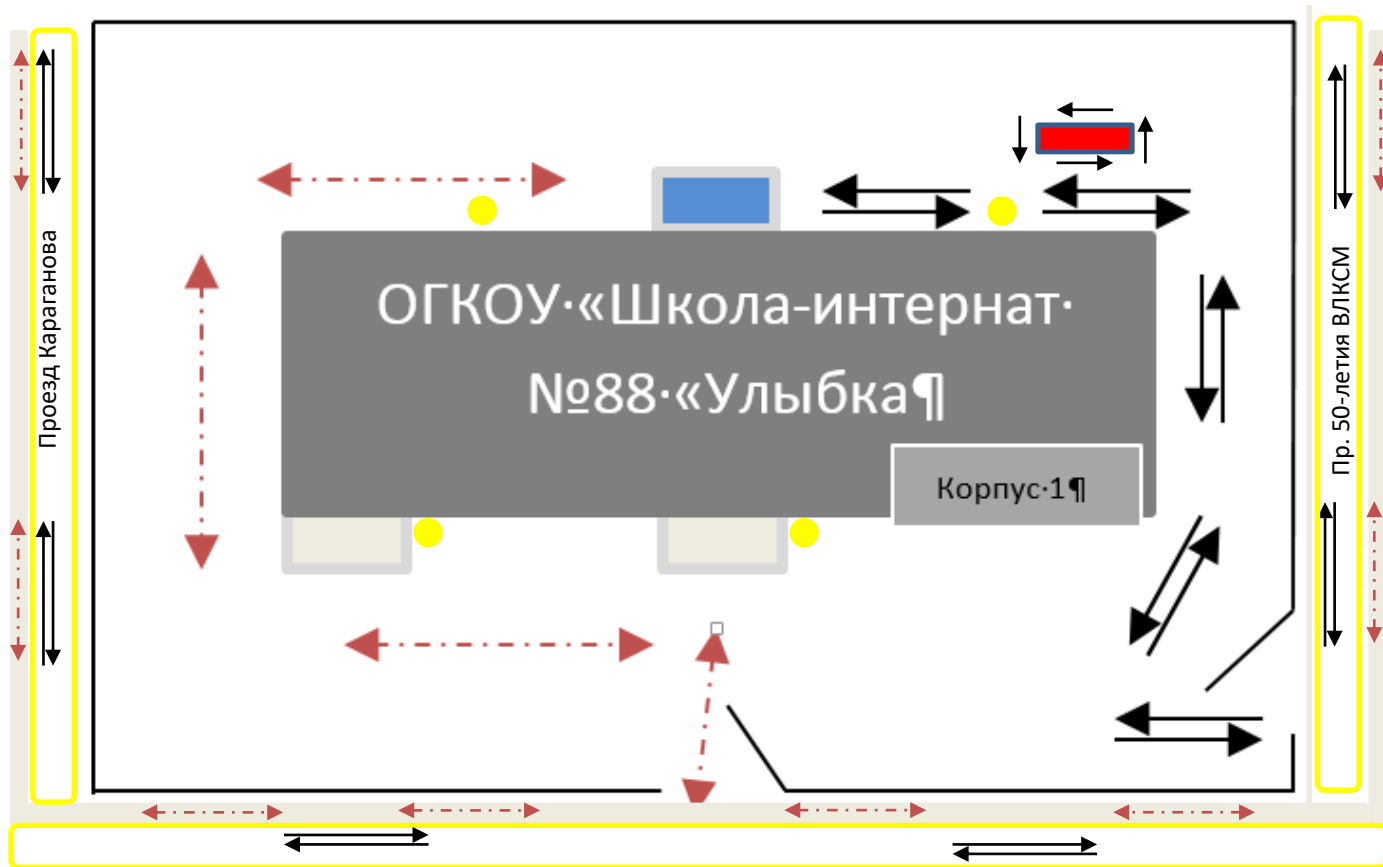 Проезд Караганова
ОГКОУ·«Школа-интернат·
№88·«Улыбка¶
Корпус·1¶
Пр. 50-летия ВЛКСМ